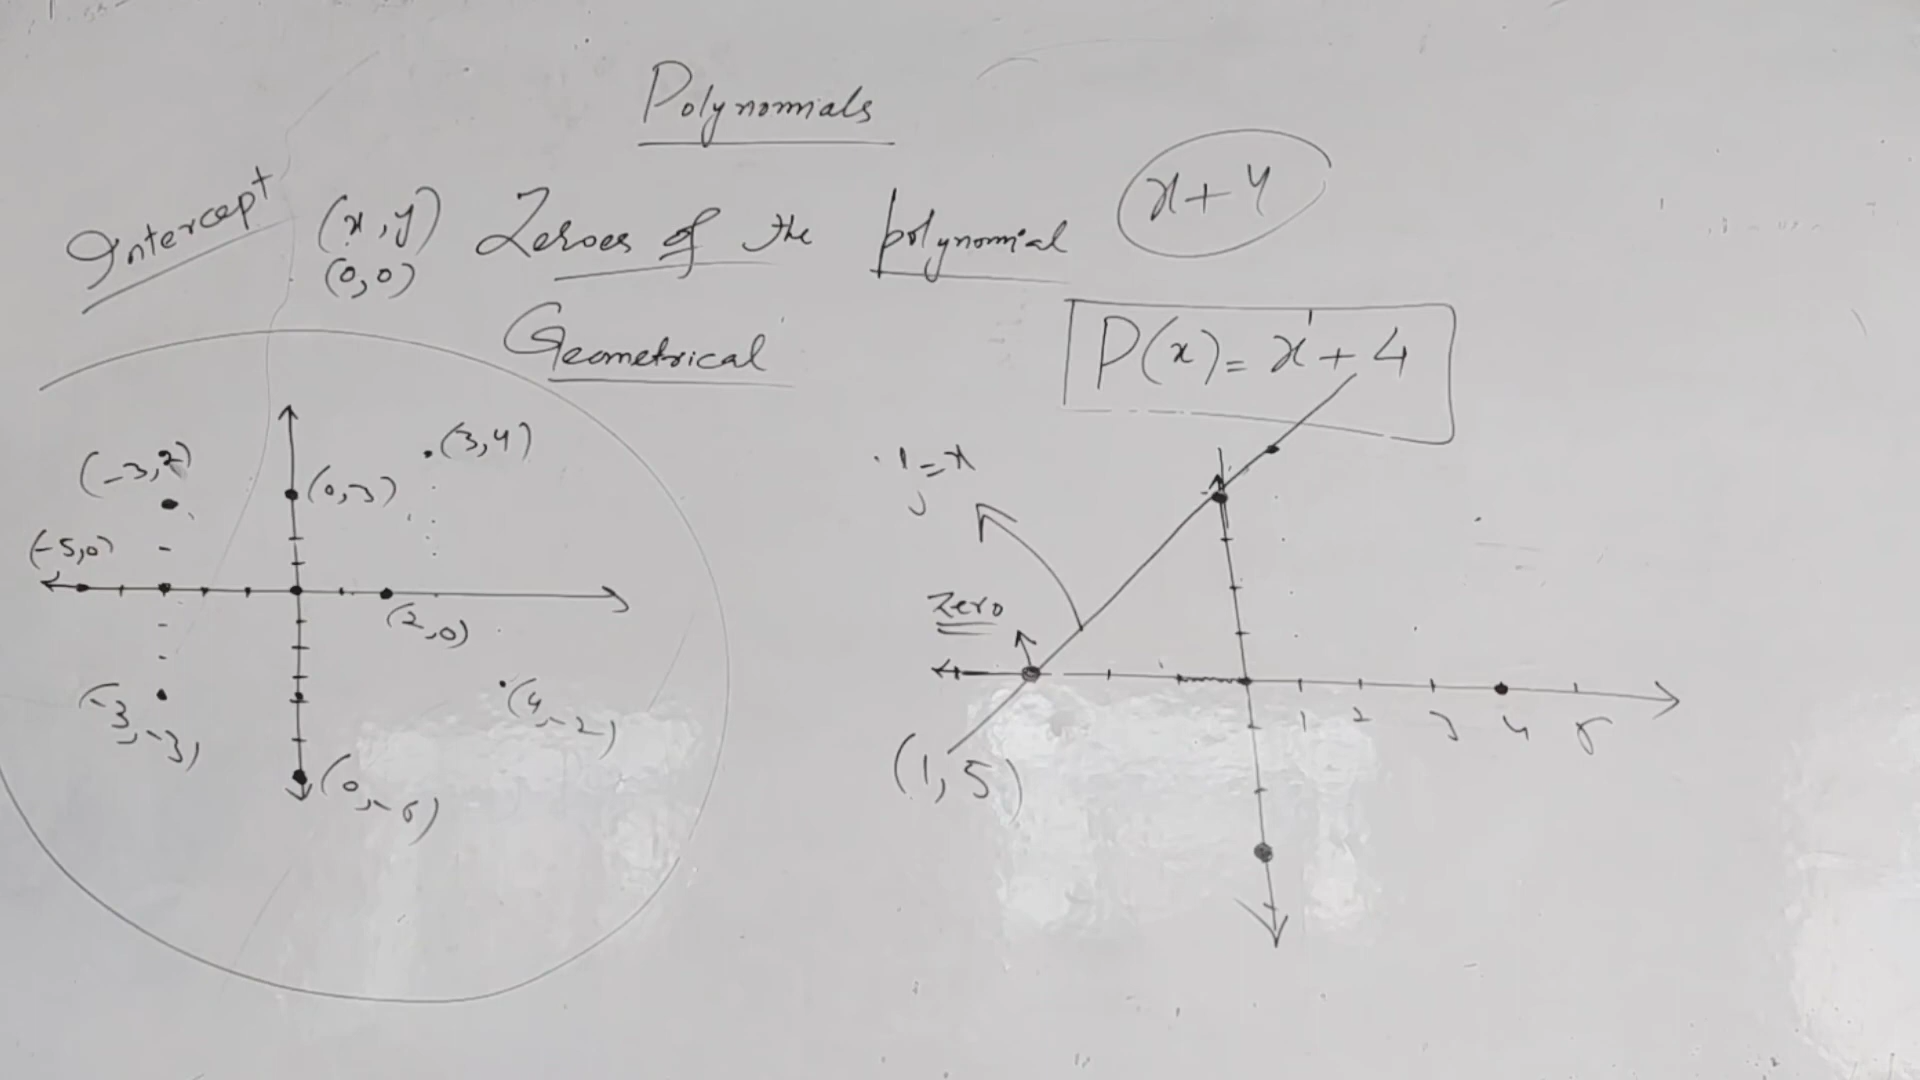 Polynomials
Intercept (x,y) Zeroes of the polynomial x+4
(0,0)
Geometrical P(x)=x¹+4
(-3,2) (0,3) (3,4)
(-5,0) (2,0)
(-3,-3) (4,-2)
(0,-6)
y=x
Zero
1 2 3 4 5
(1,5)